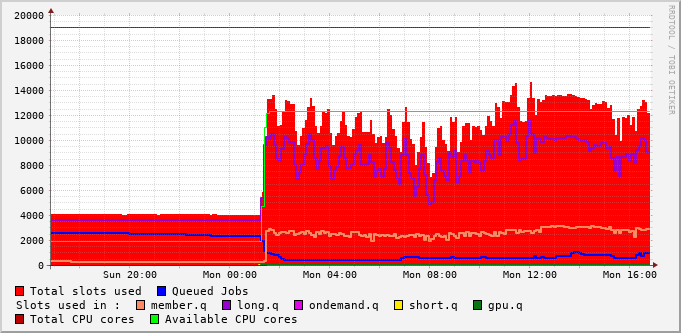 20000
18000
16000
14000
12000
10000
8000
6000
4000
2000
0
Sun 20:00 Mon 00:00 Mon 04:00 Mon 08:00 Mon 12:00 Mon 16:00
Total slots used Queued Jobs
Slots used in : member.q long.q ondemand.q short.q gpu.q
Total CPU cores Available CPU cores
RRDTOOL / TOBI OETIKER